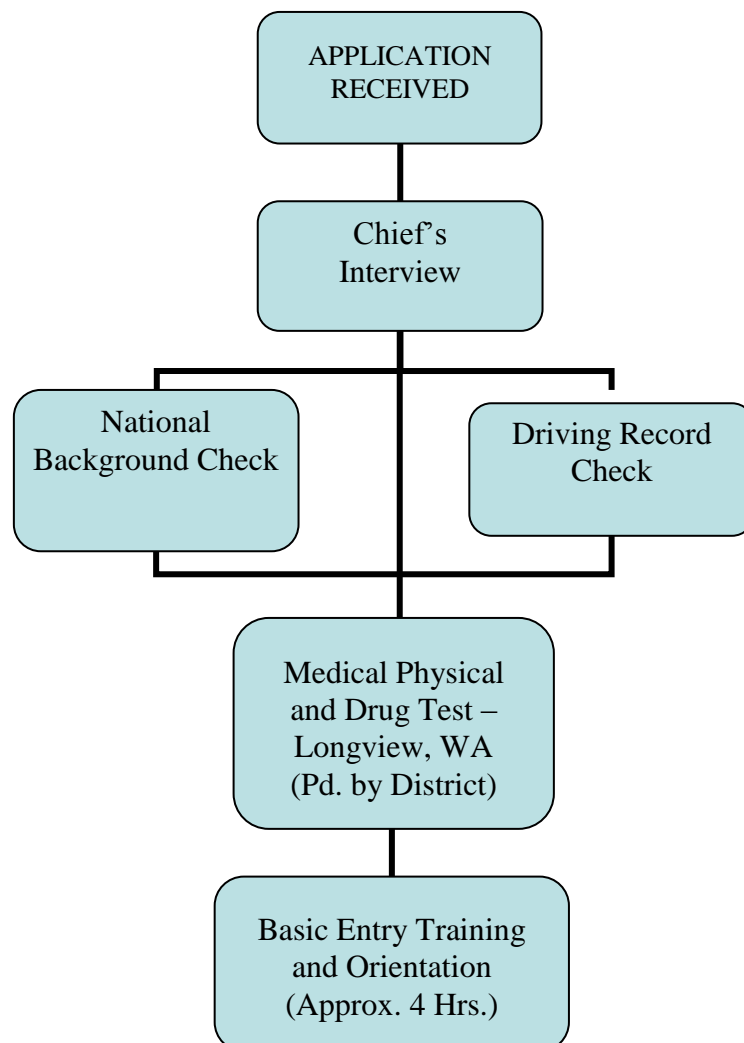 APPLICATION
RECEIVED
Chief’s
Interview
National
Background Check
Driving Record
Check
Medical Physical
and Drug Test –
Longview, WA
(Pd. by District)
Basic Entry Training
and Orientation
(Approx. 4 Hrs.)